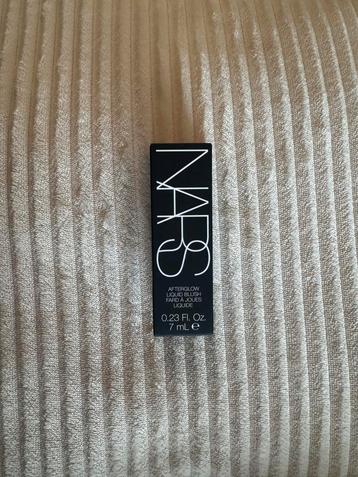 NARS
AFTERGLOW
LIQUID BLUSH
FARD À JOUES
LIQUIDE
0.23 Fl. Oz.
7 mL ℮